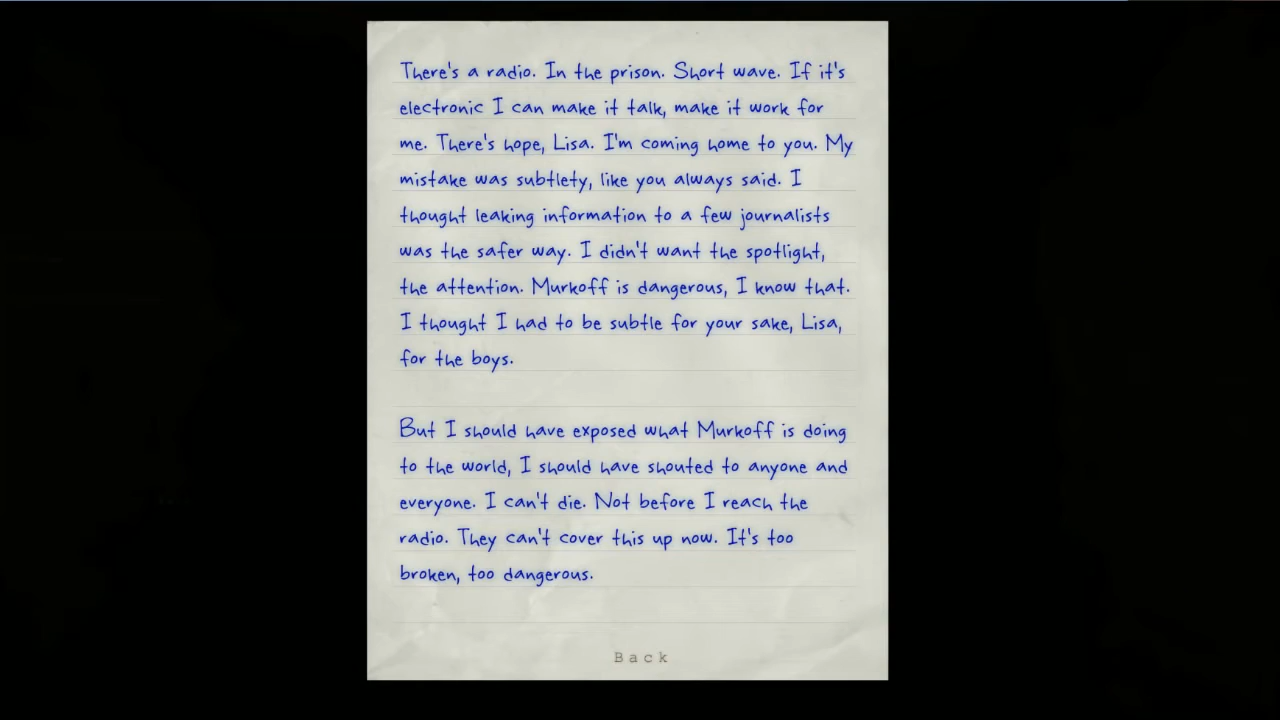 There's a radio. In the prison. Short wave. If it's
electronic I can make it talk, make it work for
me. There's hope, Lisa. I'm coming home to you. My
mistake was subtlety, like you always said. I
thought leaking information to a few journalists
was the safer way. I didn't want the spotlight,
the attention. Murkoff is dangerous, I know that.
I thought I had to be subtle for your sake, Lisa,
for the boys.
But I should have exposed what Murkoff is doing
to the world, I should have shouted to anyone and
everyone. I can't die. Not before I reach the
radio. They can't cover this up now. It's too
broken, too dangerous.
Back